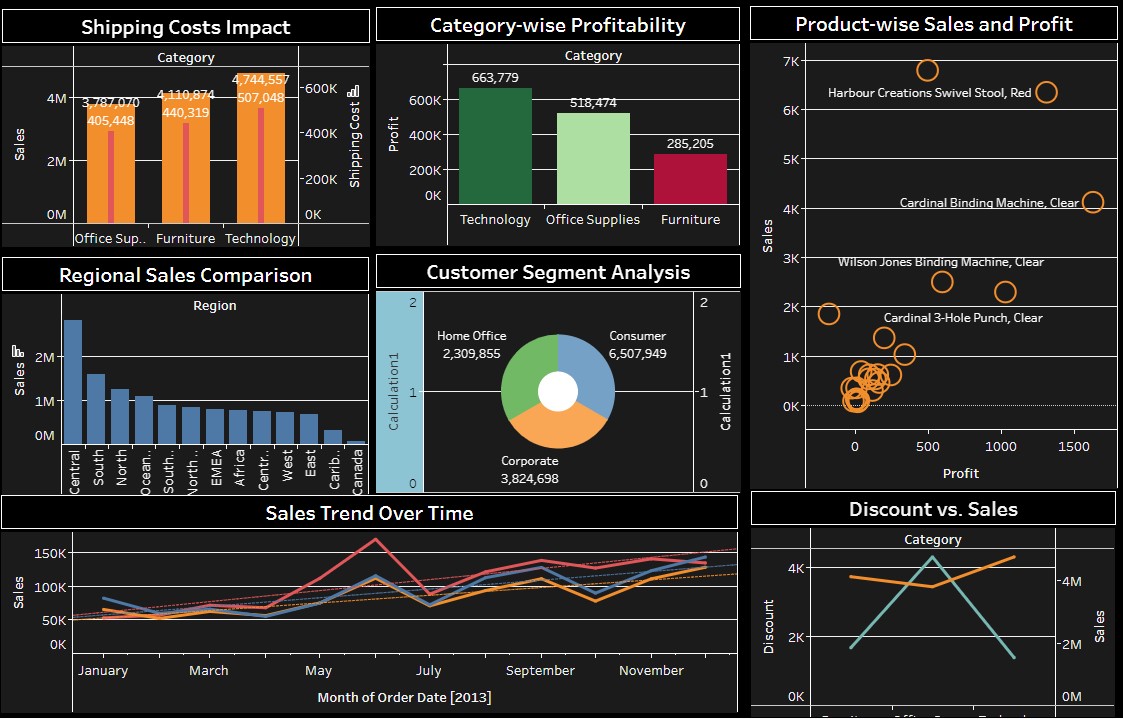 Shipping Costs Impact
Category
4M
2M
0M
Sales
3,787,070
405,448
4,110,874
440,319
4,744,557
507,048
600K
400K
200K
0K
Shipping Cost
Office Sup..
Furniture
Technology
Category-wise Profitability
Category
600K
400K
200K
0K
Profit
663,779
518,474
285,205
Technology
Office Supplies
Furniture
Product-wise Sales and Profit
7K
6K
5K
4K
3K
2K
1K
0K
Sales
Harbour Creations Swivel Stool, Red
Cardinal Binding Machine, Clear
Wilson Jones Binding Machine, Clear
Cardinal 3-Hole Punch, Clear
0
500
1000
1500
Profit
Regional Sales Comparison
Region
2M
1M
0M
Sales
Central
South
North
Ocean..
South..
North ..
EMEA
Africa
Centr..
West
East
Carib..
Canada
Customer Segment Analysis
2
1
0
Calculation1
Home Office
2,309,855
Consumer
6,507,949
Corporate
3,824,698
2
1
0
Calculation1
Sales Trend Over Time
150K
100K
50K
0K
Sales
January
March
May
July
September
November
Month of Order Date [2013]
Discount vs. Sales
Category
4K
2K
0K
Discount
4M
2M
0M
Sales